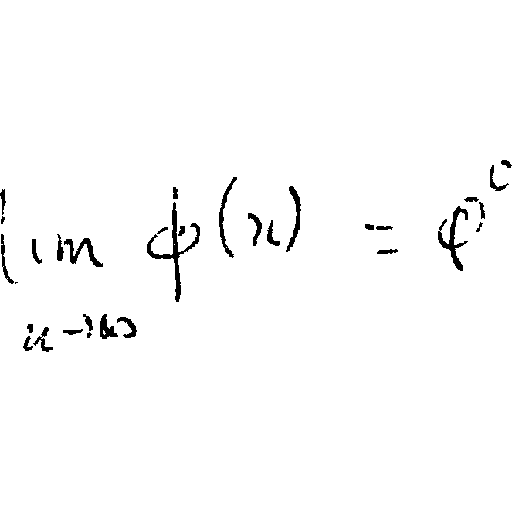 lim φ(x) = φ^c
x→∞